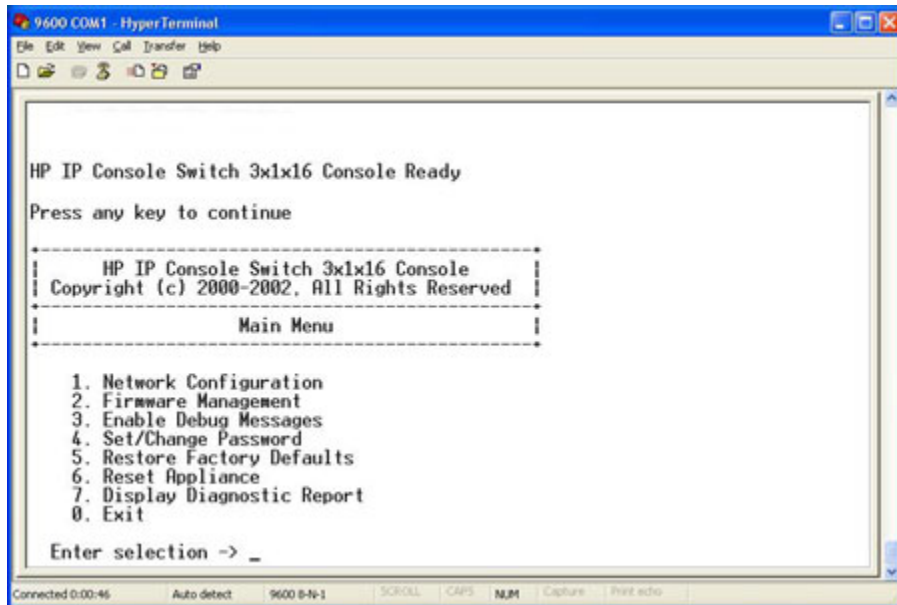 9600 COM1 - HyperTerminal
File Edit View Call Transfer Help
HP IP Console Switch 3x1x16 Console Ready
Press any key to continue
HP IP Console Switch 3x1x16 Console
Copyright (c) 2000-2002, All Rights Reserved
Main Menu
1. Network Configuration
2. Firmware Management
3. Enable Debug Messages
4. Set/Change Password
5. Restore Factory Defaults
6. Reset Appliance
7. Display Diagnostic Report
0. Exit
Enter selection -> _
Connected 0:00:46 Auto detect 9600 8-N-1 SCROLL CAPS NUM Capture Print echo